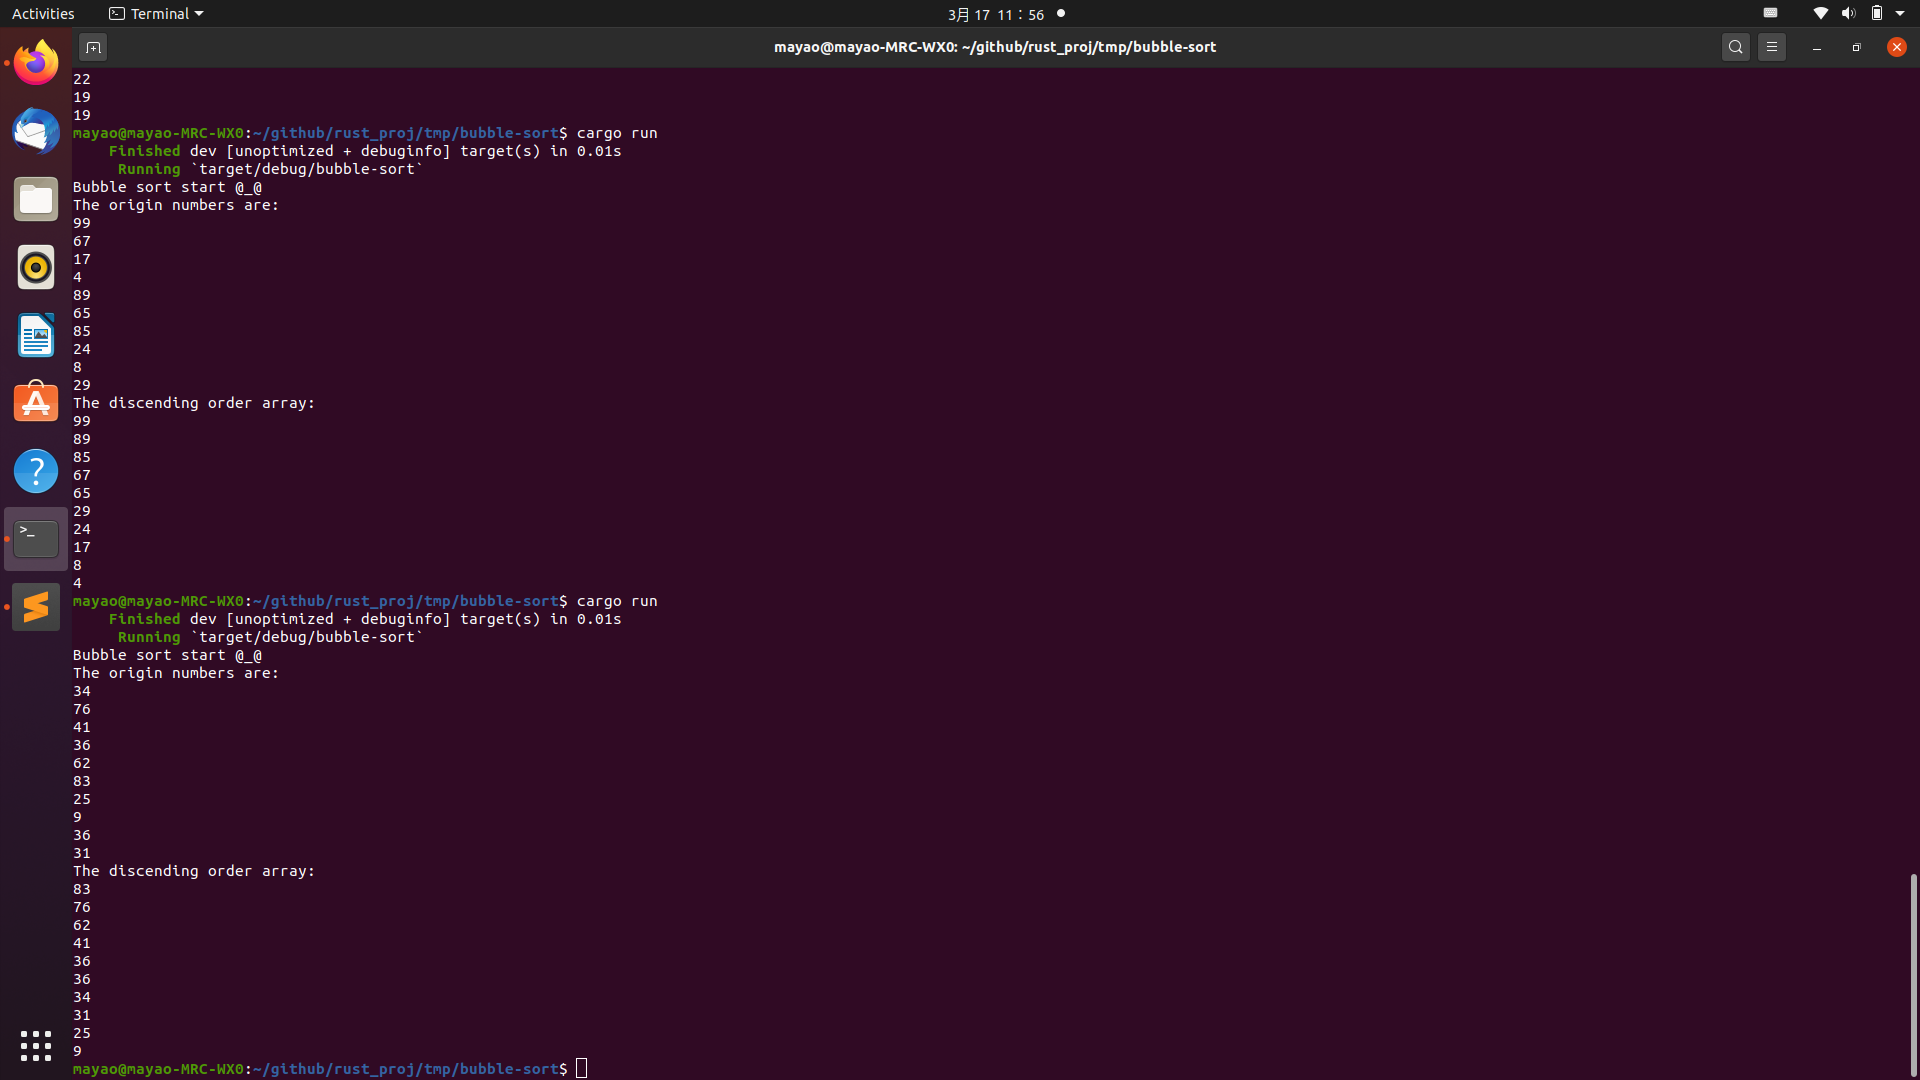 Activities
Terminal
3月 17 11：56
mayao@mayao-MRC-WX0: ~/github/rust_proj/tmp/bubble-sort
22
19
19
mayao@mayao-MRC-WX0:~/github/rust_proj/tmp/bubble-sort$ cargo run
    Finished dev [unoptimized + debuginfo] target(s) in 0.01s
     Running `target/debug/bubble-sort`
Bubble sort start @_@
The origin numbers are:
99
67
17
4
89
65
85
24
8
29
The discending order array:
99
89
85
67
65
29
24
17
8
4
mayao@mayao-MRC-WX0:~/github/rust_proj/tmp/bubble-sort$ cargo run
    Finished dev [unoptimized + debuginfo] target(s) in 0.01s
     Running `target/debug/bubble-sort`
Bubble sort start @_@
The origin numbers are:
34
76
41
36
62
83
25
9
36
31
The discending order array:
83
76
62
41
36
36
34
31
25
9
mayao@mayao-MRC-WX0:~/github/rust_proj/tmp/bubble-sort$